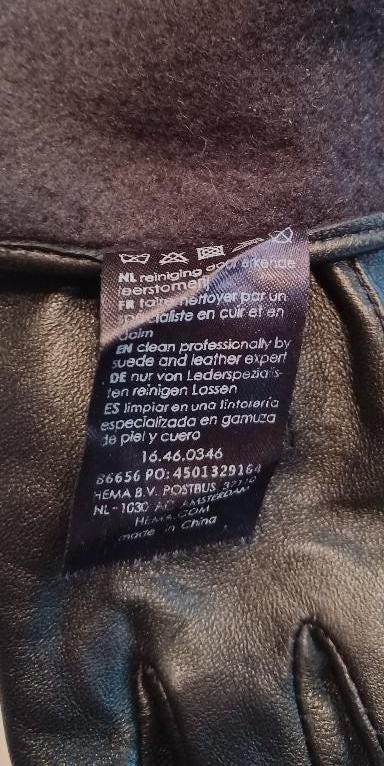 NL reiniging door erkende
leerstomerij
FR faire nettoyer par un
spécialiste en cuir et en
daim
EN clean professionally by
suede and leather expert
DE nur von Lederspezialis-
ten reinigen Lassen
ES limpiar en una tintorería
especializada en gamuza
de piel y cuero
16.46.0346
86656 PO: 4501329164
HEMA B.V. POSTBUS 37110
NL-1030 AC AMSTERDAM
HEMA.COM
made in China